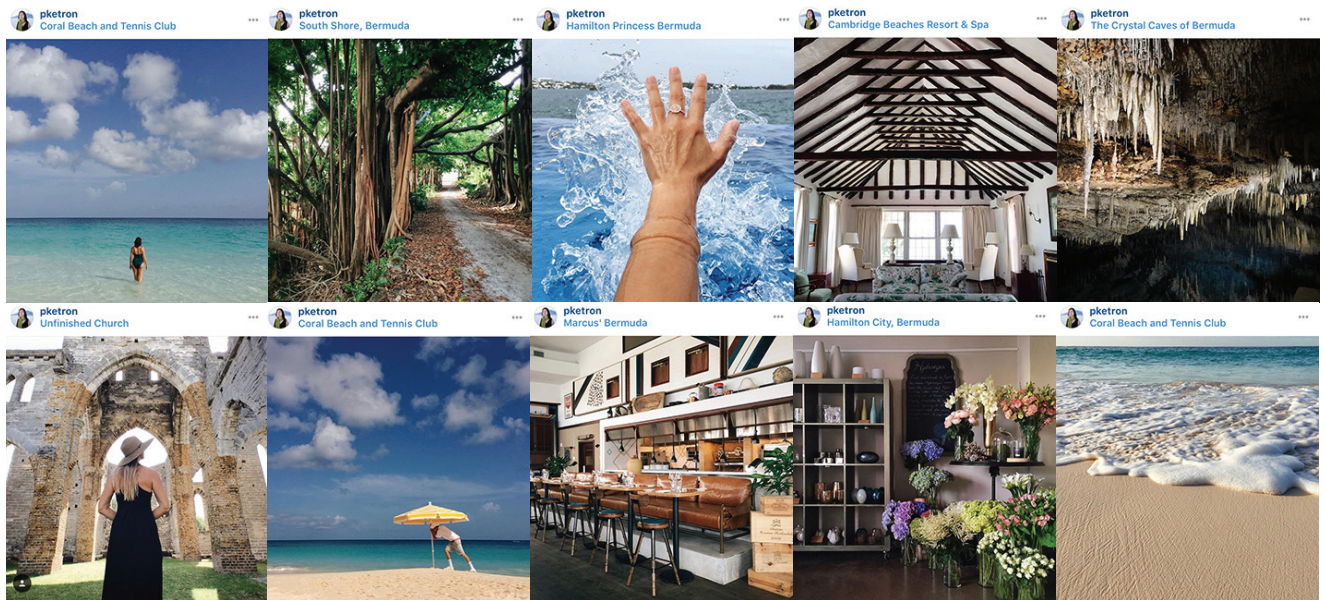 pketron
Coral Beach and Tennis Club
pketron
South Shore, Bermuda
pketron
Hamilton Princess Bermuda
pketron
Cambridge Beaches Resort & Spa
pketron
The Crystal Caves of Bermuda
pketron
Unfinished Church
pketron
Coral Beach and Tennis Club
pketron
Marcus' Bermuda
pketron
Hamilton City, Bermuda
pketron
Coral Beach and Tennis Club